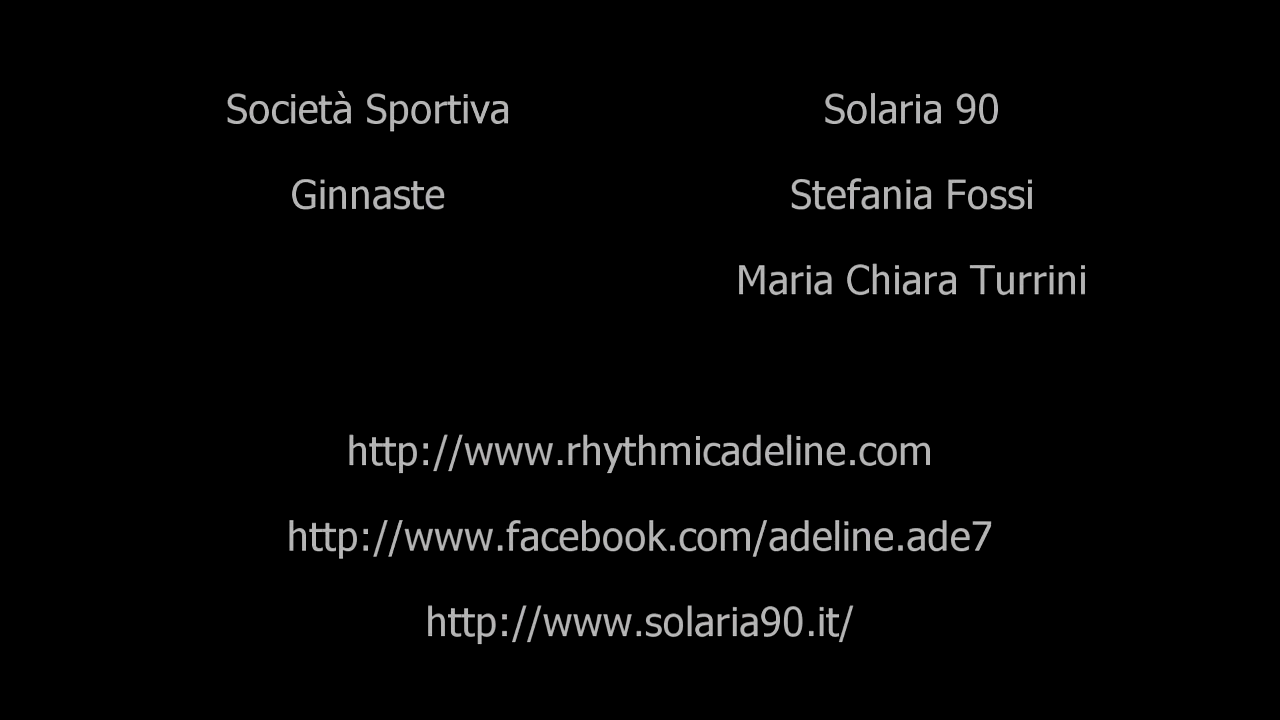 Società Sportiva Solaria 90
Ginnaste Stefania Fossi
Maria Chiara Turrini
http://www.rhythmicadeline.com
http://www.facebook.com/adeline.ade7
http://www.solaria90.it/